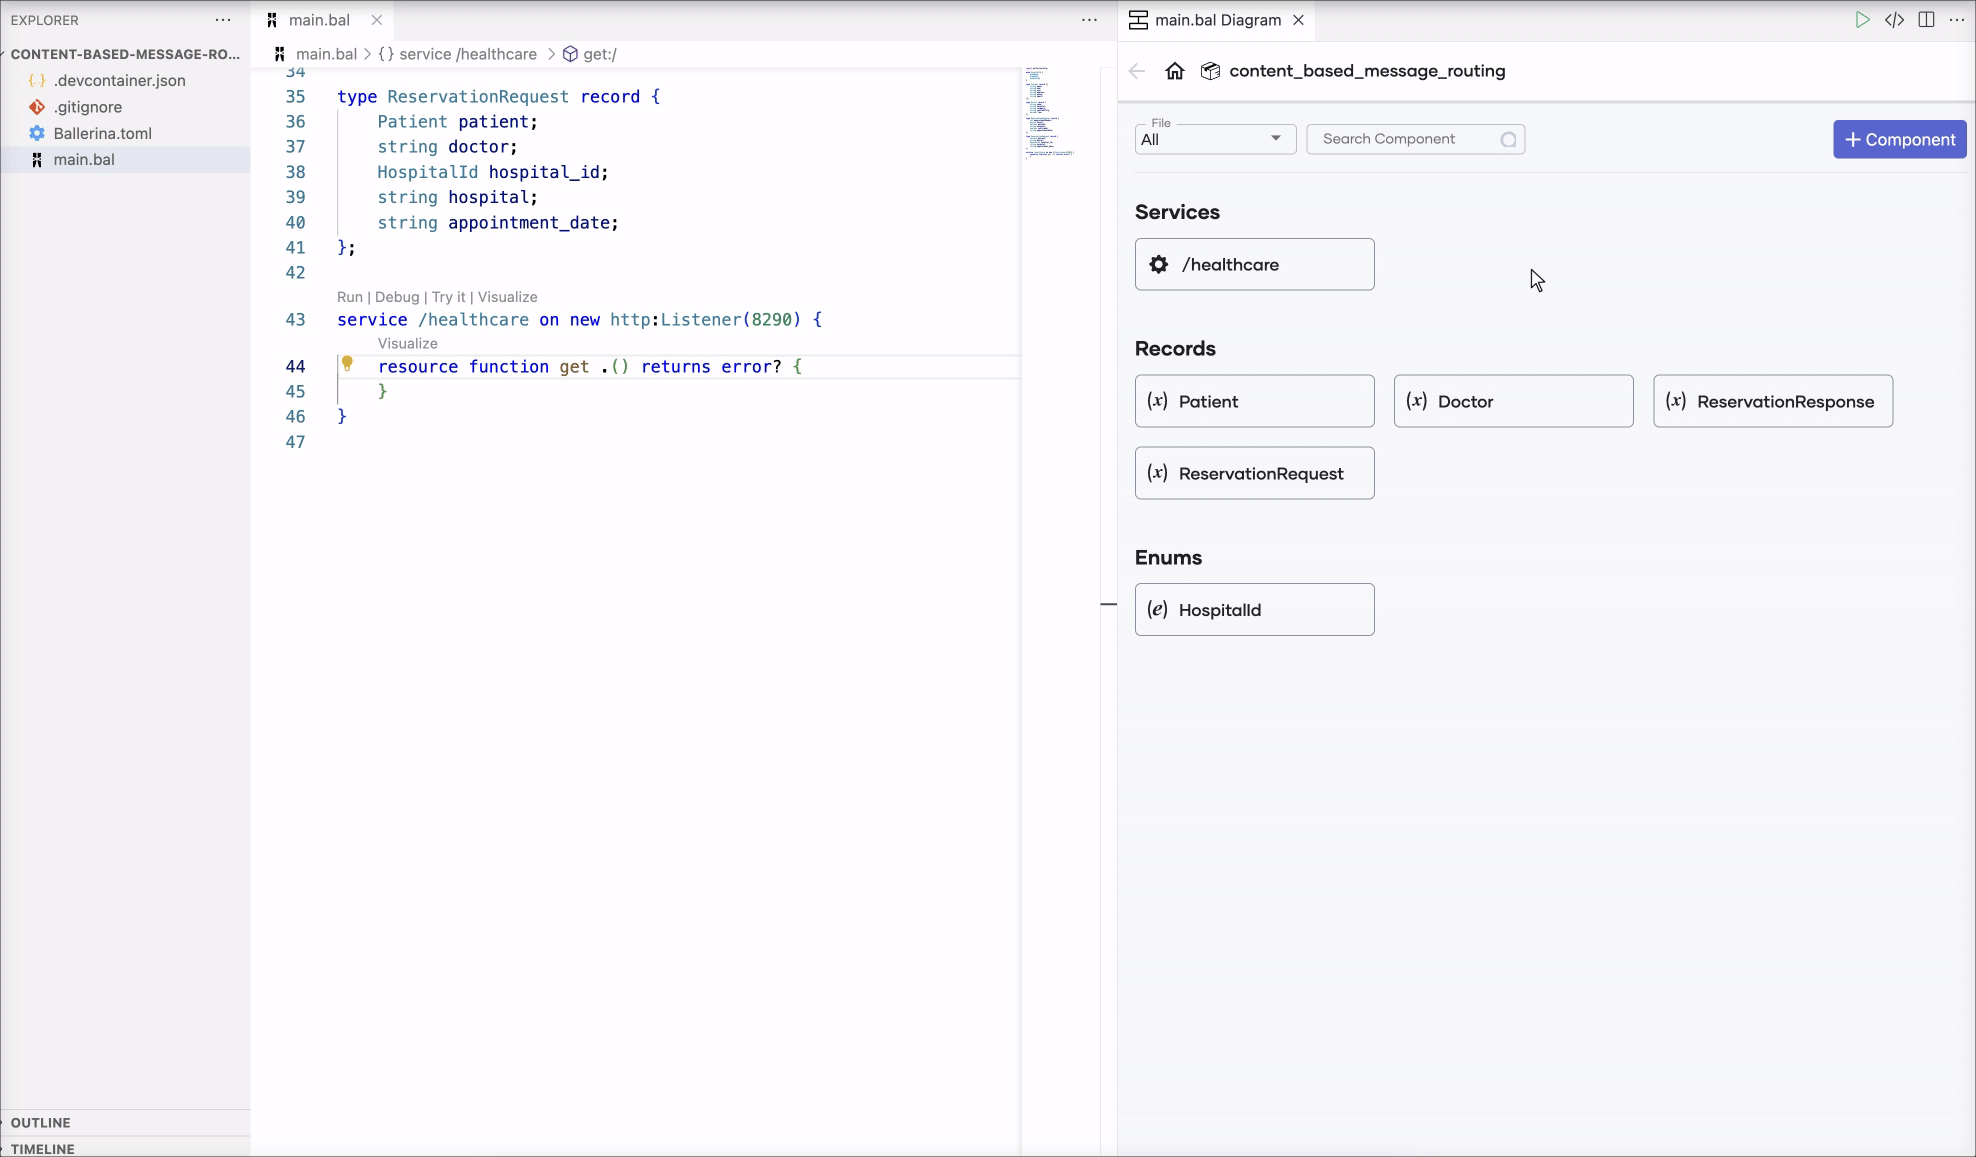 EXPLORER
CONTENT-BASED-MESSAGE-RO...
.devcontainer.json
.gitignore
Ballerina.toml
main.bal
OUTLINE
TIMELINE
main.bal
main.bal > {} service /healthcare > get:/
34
35 type ReservationRequest record {
36 Patient patient;
37 string doctor;
38 HospitalId hospital_id;
39 string hospital;
40 string appointment_date;
41 };
42
Run | Debug | Try it | Visualize
43 service /healthcare on new http:Listener(8290) {
Visualize
44 resource function get .() returns error? {
45 }
46 }
47
main.bal Diagram
content_based_message_routing
File
All
Search Component
+ Component
Services
/healthcare
Records
(x) Patient
(x) Doctor
(x) ReservationResponse
(x) ReservationRequest
Enums
(e) HospitalId